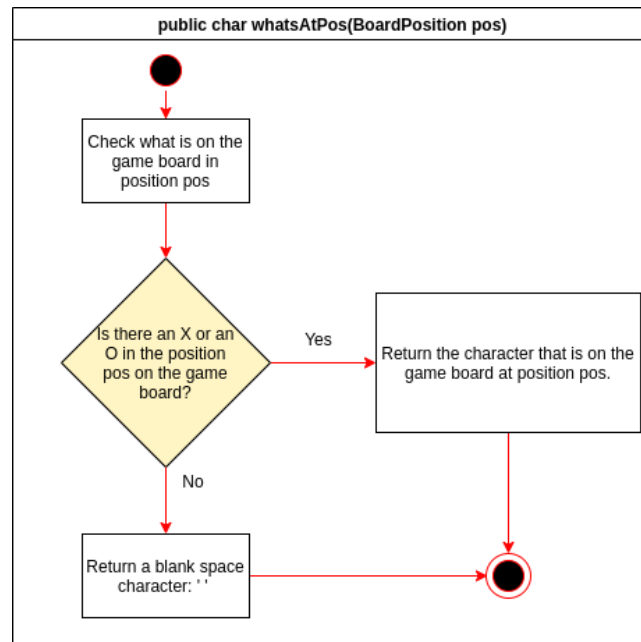 public char whatsAtPos(BoardPosition pos)
Check what is on the
game board in
position pos
Is there an X or an
O in the position
pos on the game
board?
Yes
Return the character that is on the
game board at position pos.
No
Return a blank space
character: ' '